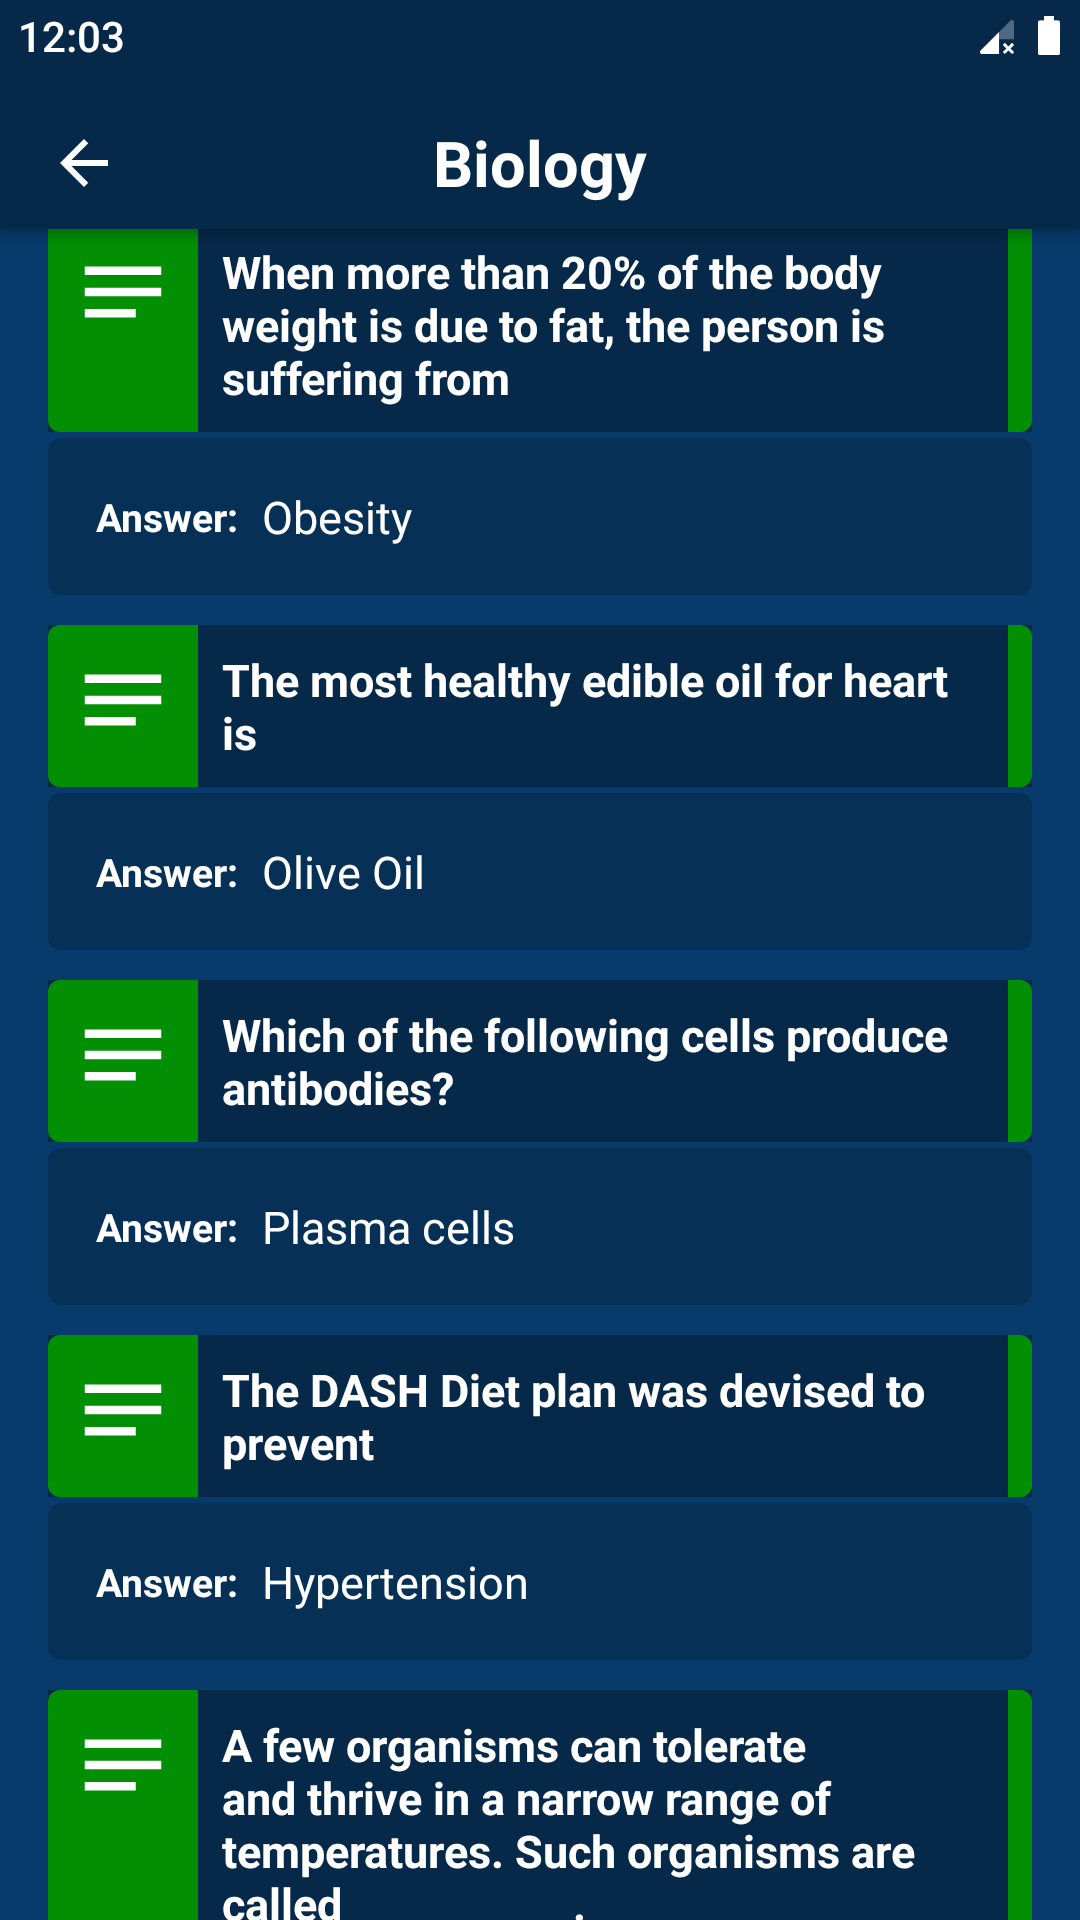 12:03
Biology
When more than 20% of the body
weight is due to fat, the person is
suffering from
Answer: Obesity
The most healthy edible oil for heart
is
Answer: Olive Oil
Which of the following cells produce
antibodies?
Answer: Plasma cells
The DASH Diet plan was devised to
prevent
Answer: Hypertension
A few organisms can tolerate
and thrive in a narrow range of
temperatures. Such organisms are
called